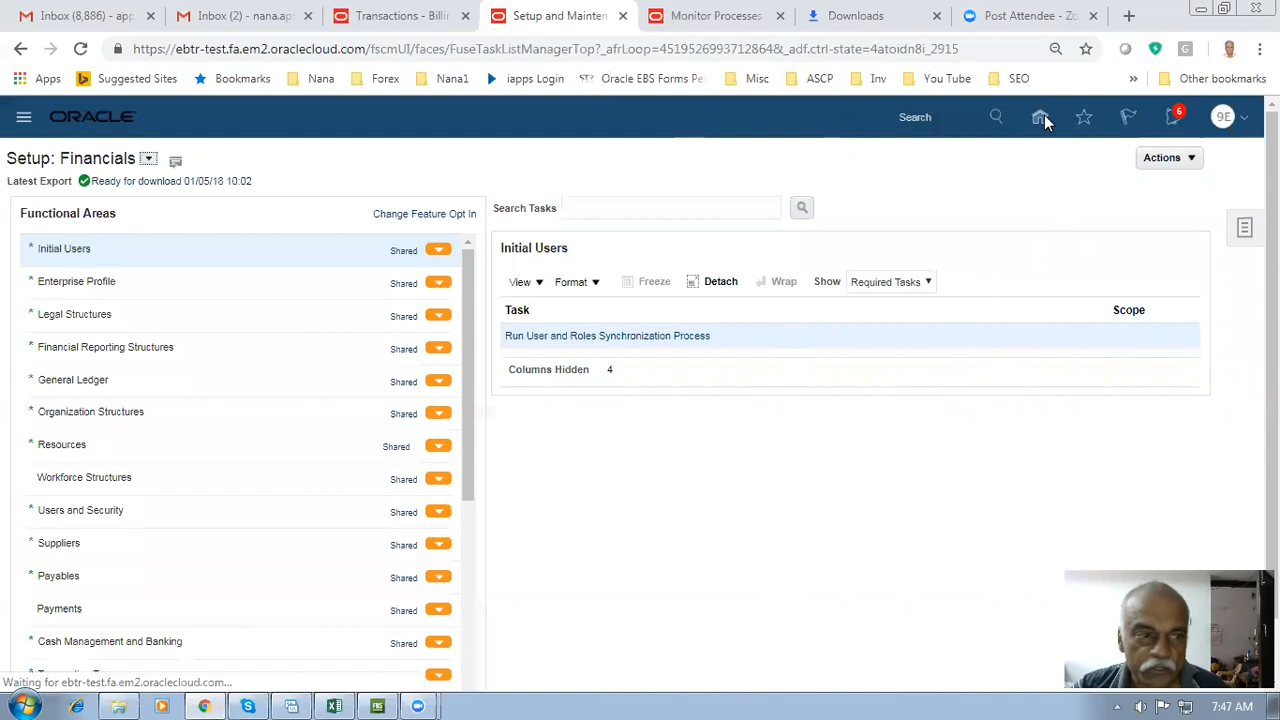 Inbox (8,886) - app
Inbox (2) - nana.ap
Transactions - Billi
Setup and Mainten
Monitor Processe
Downloads
Post Attendee - Zo
https://ebtr-test.fa.em2.oraclecloud.com/fscmUI/faces/FuseTaskListManagerTop?_afrLoop=45195269937128648&_adf.ctrl-state=4atoidn8i_2915
Apps
Suggested Sites
Bookmarks
Nana
Forex
Nana1
iapps Login
Oracle EBS Forms Pe
Misc
ASCP
Inv
You Tube
SEO
Other bookmarks
ORACLE
Search
6
9E
Setup: Financials
Actions
Latest Export Ready for download 01/05/18 10:02
Functional Areas
Change Feature Opt In
Search Tasks
* Initial Users Shared
* Enterprise Profile Shared
* Legal Structures Shared
* Financial Reporting Structures Shared
* General Ledger Shared
* Organization Structures Shared
* Resources Shared
Workforce Structures Shared
* Users and Security Shared
* Suppliers Shared
* Payables Shared
Payments Shared
* Cash Management and Banking Shared
Initial Users
View Format Freeze Detach Wrap Show Required Tasks
Task Scope
Run User and Roles Synchronization Process
Columns Hidden 4
Waiting for ebtr-test.fa.em2.oraclecloud.com...
7:47 AM